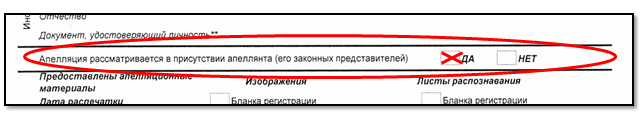 Отчество
Документ, удостоверяющий личность**
Апелляция рассматривается в присутствии апеллянта (его законных представителей) ДА НЕТ
Предоставлены апелляционные материалы Изображения Листы распознавания
Дата распечатки Бланка регистрации Бланка регистрации